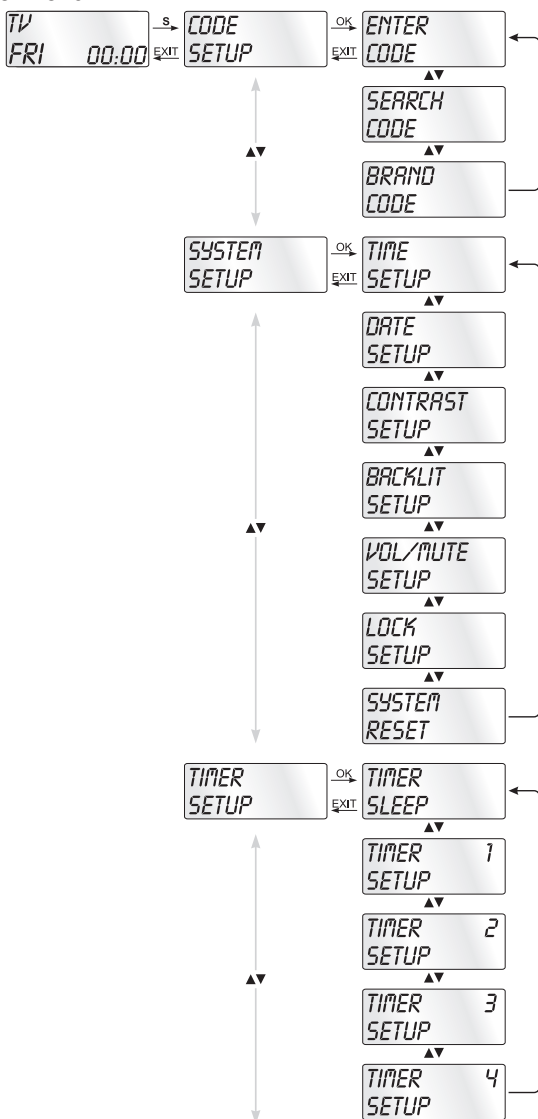 TV
FRI 00:00
S
EXIT
CODE
SETUP
OK
EXIT
ENTER
CODE
▲▼
SEARCH
CODE
▲▼
BRAND
CODE
▲▼
SYSTEM
SETUP
OK
EXIT
TIME
SETUP
▲▼
DATE
SETUP
▲▼
CONTRAST
SETUP
▲▼
BACKLIT
SETUP
▲▼
VOL/MUTE
SETUP
▲▼
LOCK
SETUP
▲▼
SYSTEM
RESET
▲▼
TIMER
SETUP
OK
EXIT
TIMER
SLEEP
▲▼
TIMER 1
SETUP
▲▼
TIMER 2
SETUP
▲▼
TIMER 3
SETUP
▲▼
TIMER 4
SETUP
▲▼